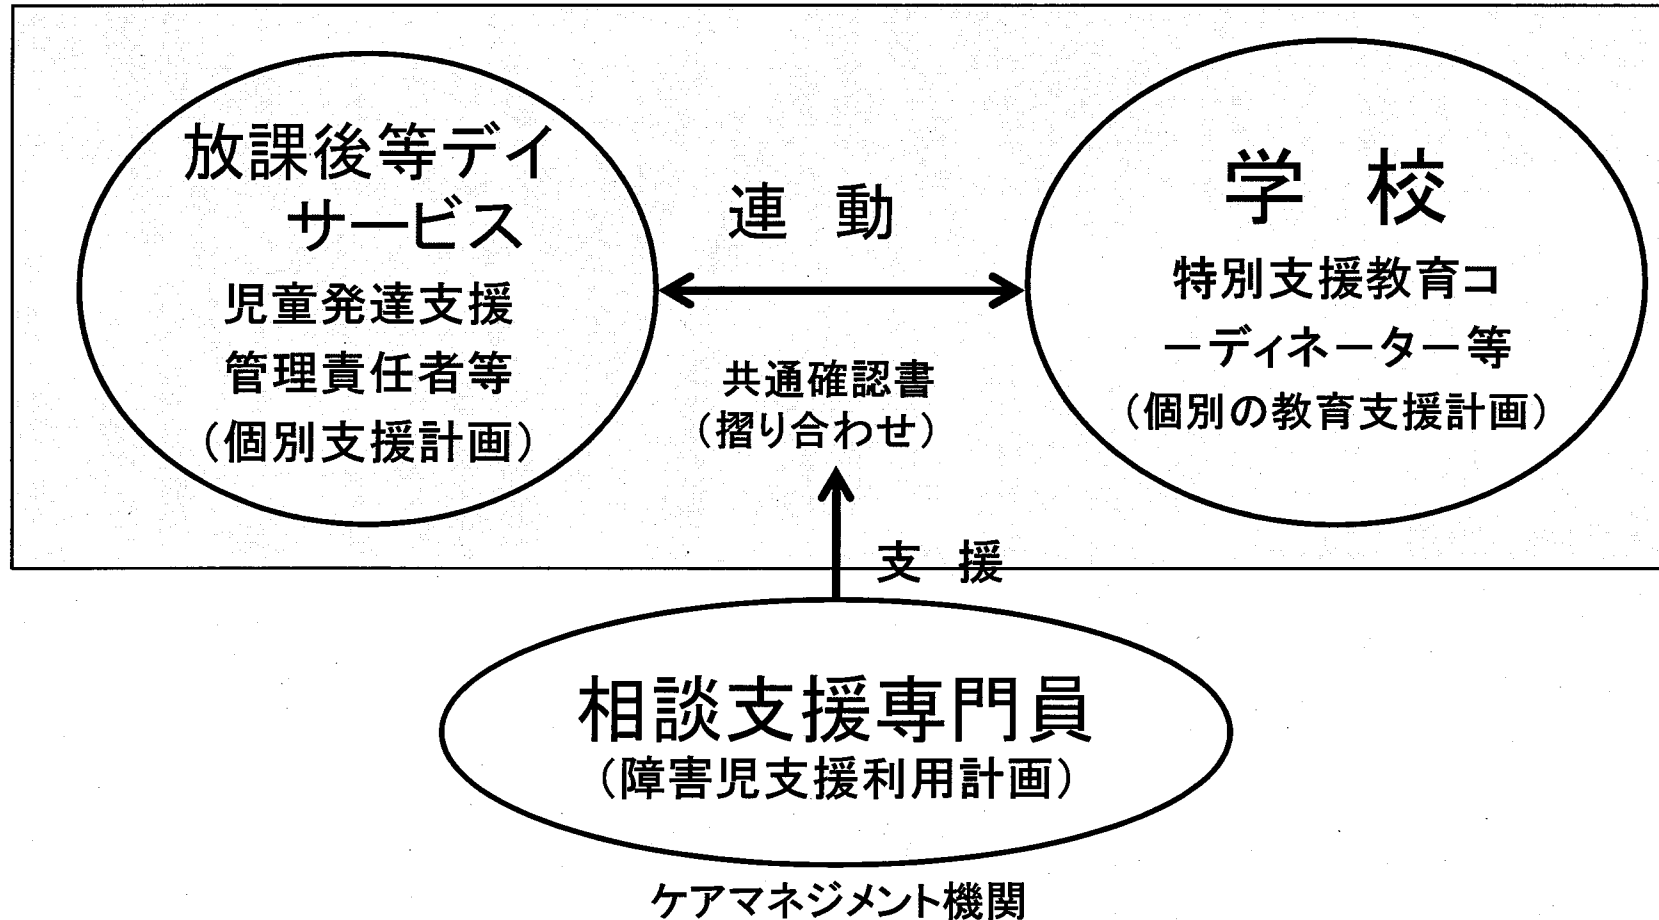 放課後等デイ
サービス
児童発達支援
管理責任者等
（個別支援計画）
連　動
共通確認書
（摺り合わせ）
学　校
特別支援教育コ
ーディネーター等
（個別の教育支援計画）
支　援
相談支援専門員
（障害児支援利用計画）
ケアマネジメント機関